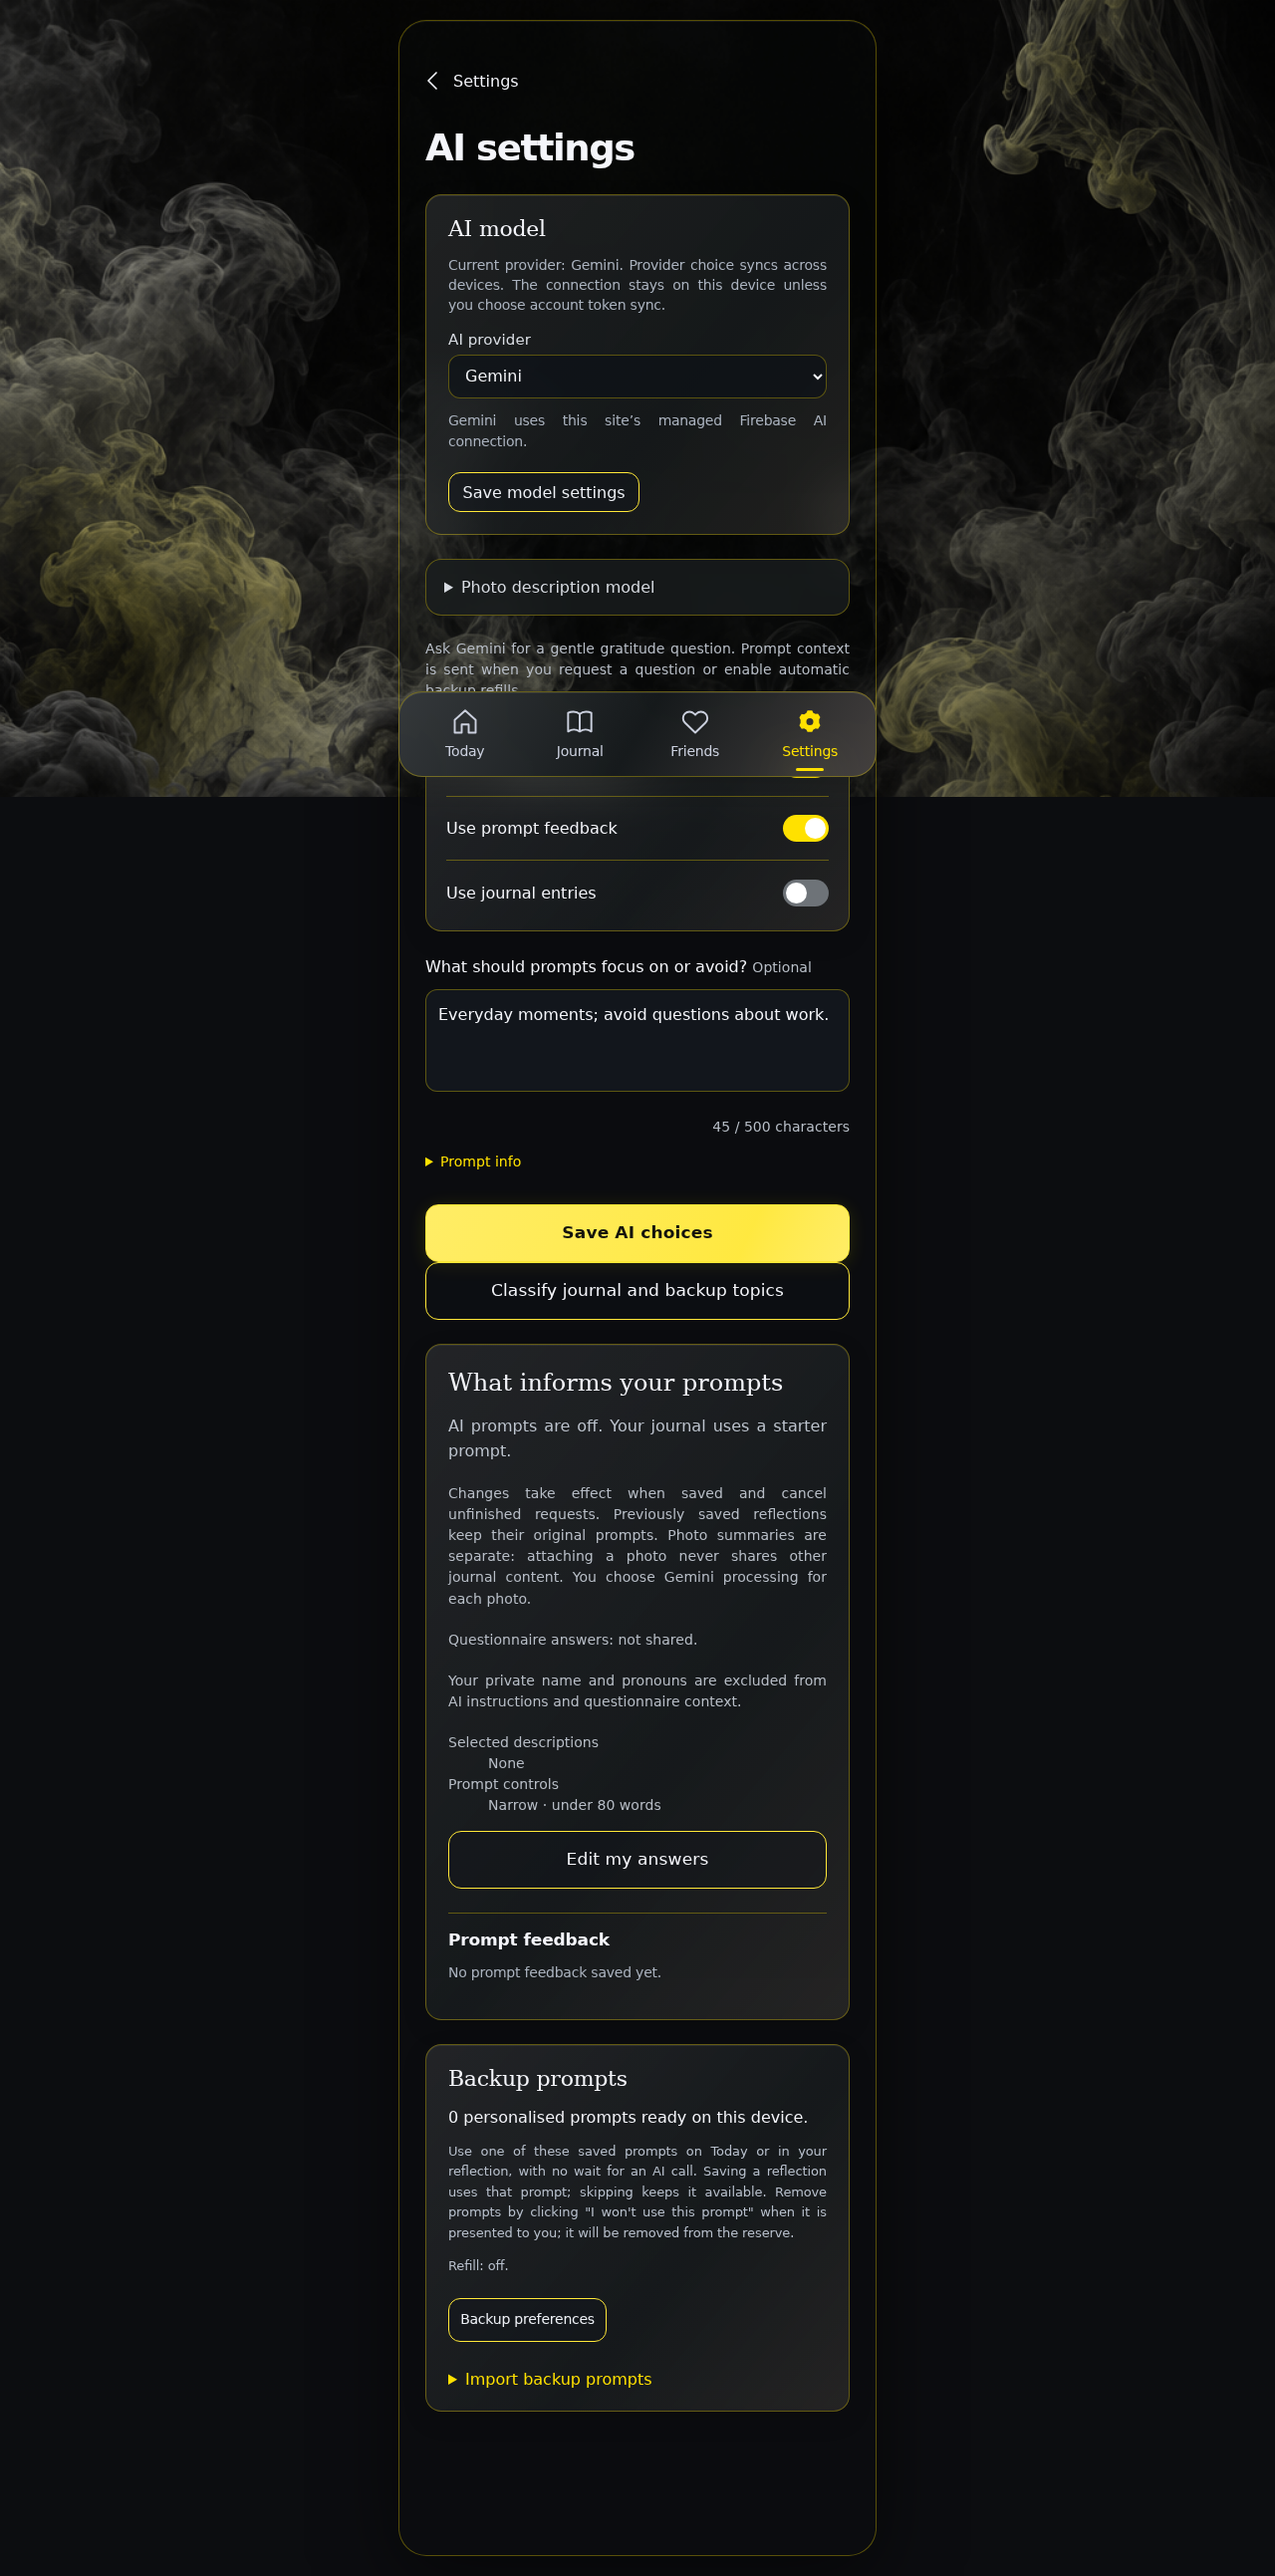 Settings
AI settings
AI model
Current provider: Gemini. Provider choice syncs across
devices. The connection stays on this device unless
you choose account token sync.
AI provider
Gemini
Gemini uses this site’s managed Firebase AI
connection.
Save model settings
Photo description model
Ask Gemini for a gentle gratitude question. Prompt context
is sent when you request a question or enable automatic
backup refills.
Today
Journal
Friends
Settings
Use prompt feedback
Use journal entries
What should prompts focus on or avoid? Optional
Everyday moments; avoid questions about work.
45 / 500 characters
Prompt info
Save AI choices
Classify journal and backup topics
What informs your prompts
AI prompts are off. Your journal uses a starter
prompt.
Changes take effect when saved and cancel
unfinished requests. Previously saved reflections
keep their original prompts. Photo summaries are
separate: attaching a photo never shares other
journal content. You choose Gemini processing for
each photo.
Questionnaire answers: not shared.
Your private name and pronouns are excluded from
AI instructions and questionnaire context.
Selected descriptions
None
Prompt controls
Narrow · under 80 words
Edit my answers
Prompt feedback
No prompt feedback saved yet.
Backup prompts
0 personalised prompts ready on this device.
Use one of these saved prompts on Today or in your
reflection, with no wait for an AI call. Saving a reflection
uses that prompt; skipping keeps it available. Remove
prompts by clicking "I won't use this prompt" when it is
presented to you; it will be removed from the reserve.
Refill: off.
Backup preferences
Import backup prompts